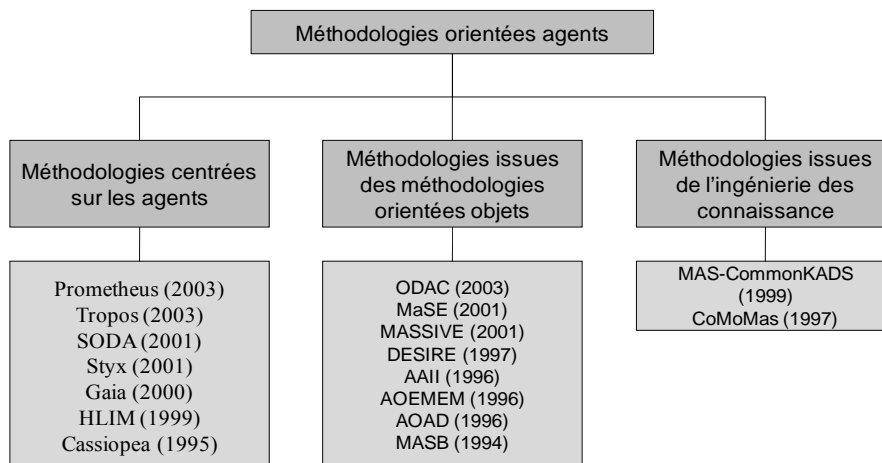 Méthodologies orientées agents
Méthodologies centrées
sur les agents
Méthodologies issues
des méthodologies
orientées objets
Méthodologies issues
de l'ingénierie des
connaissance
Prometheus (2003)
Tropos (2003)
SODA (2001)
Styx (2001)
Gaia (2000)
HLIM (1999)
Cassiopea (1995)
ODAC (2003)
MaSE (2001)
MASSIVE (2001)
DESIRE (1997)
AAII (1996)
AOEMEM (1996)
AOAD (1996)
MASB (1994)
MAS-CommonKADS
(1999)
CoMoMas (1997)